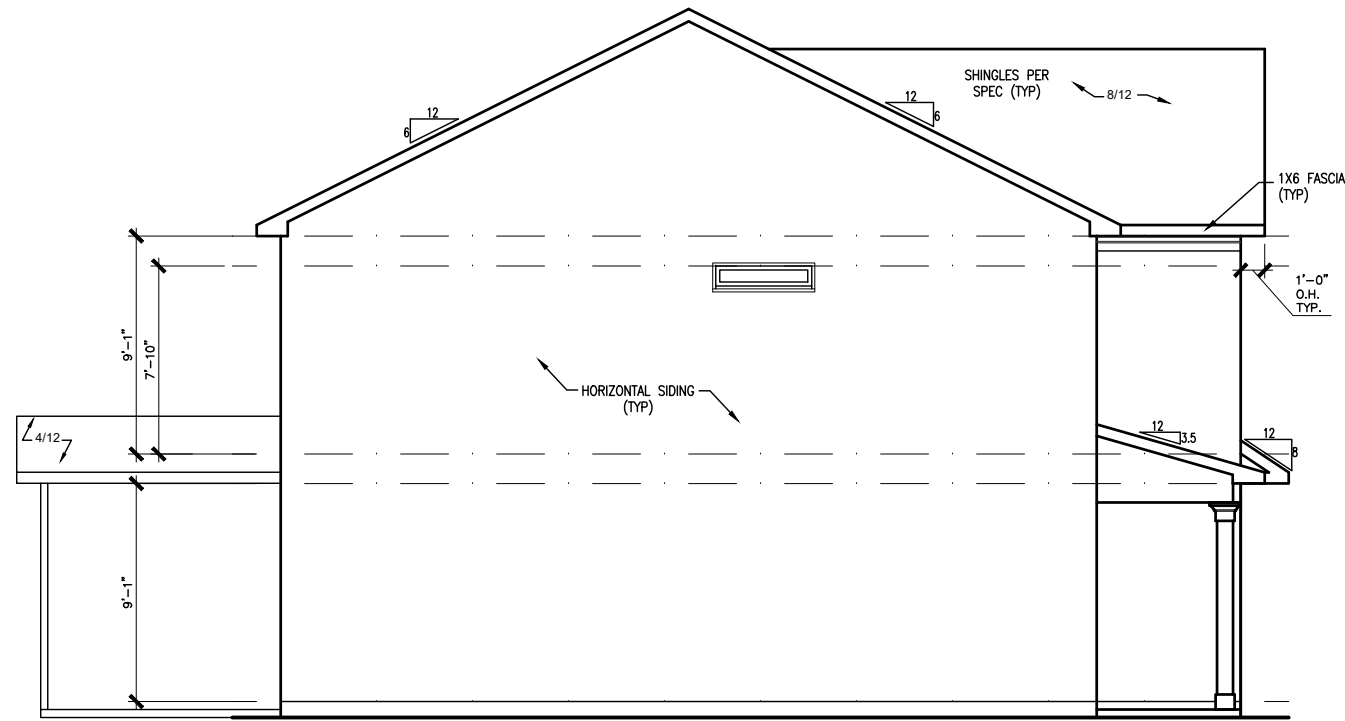 SHINGLES PER
SPEC (TYP)
8/12
12
6
12
6
1X6 FASCIA
(TYP)
1'-0"
O.H.
TYP.
9'-1"
7'-10"
HORIZONTAL SIDING
(TYP)
4/12
12
3.5
12
8
9'-1"